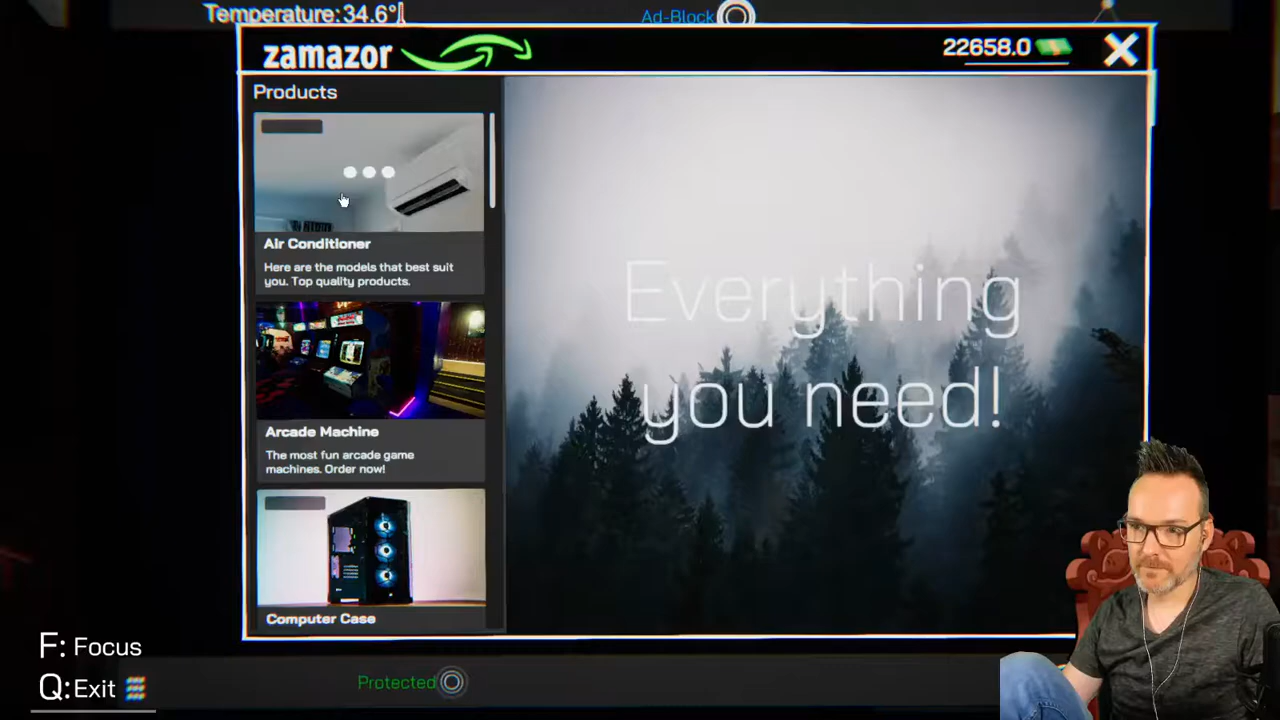 Temperature: 34.6°
Ad-Block
zamazor
22658.0
Products
Air Conditioner
Here are the models that best suit
you. Top quality products.
Arcade Machine
The most fun arcade game
machines. Order now!
Computer Case
Everything
you need!
F: Focus
Q: Exit
Protected